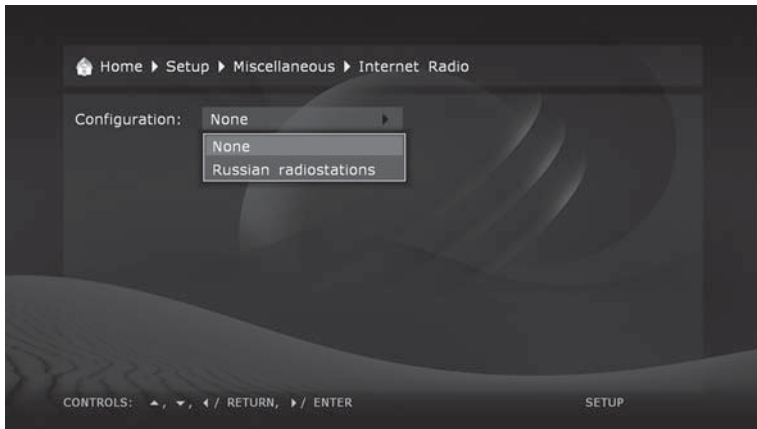 Home ▸ Setup ▸ Miscellaneous ▸ Internet Radio
Configuration: None
None
Russian radiostations
CONTROLS: ▲, ▼, ◂/ RETURN, ▸/ ENTER SETUP